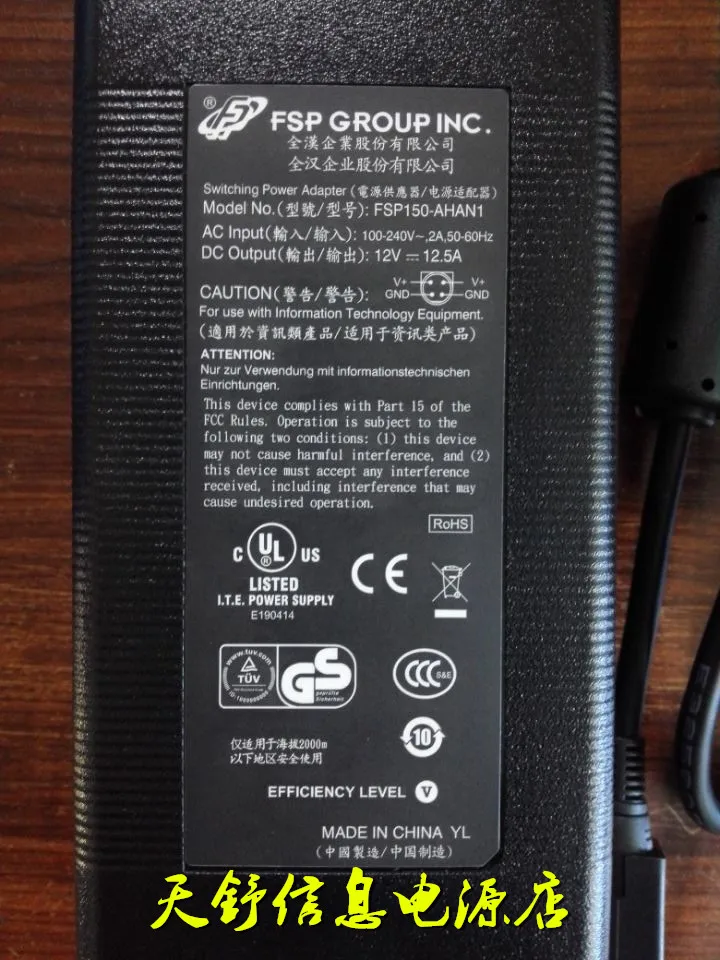 ® FSP GROUP INC.
全漢企業股份有限公司
全汉企业股份有限公司
Switching Power Adapter (電源供應器/电源适配器)
Model No.(型號/型号): FSP150-AHAN1
AC Input(輸入/输入): 100-240V~,2A,50-60Hz
DC Output(輸出/输出): 12V ⎓ 12.5A
CAUTION(警告/警告): V+ V+
GND GND
For use with Information Technology Equipment.
(適用於資訊類產品/适用于资讯类产品)
ATTENTION:
Nur zur Verwendung mit informationstechnischen
Einrichtungen.
This device complies with Part 15 of the
FCC Rules. Operation is subject to the
following two conditions: (1) this device
may not cause harmful interference, and (2)
this device must accept any interference
received, including interference that may
cause undesired operation.
RoHS
C UL ® US
LISTED
I.T.E. POWER SUPPLY
E190414
CE
www.tuv.com
TÜV
GS
geprüfte
Sicherheit
CCC S&E
仅适用于海拔2000m
以下地区安全使用
10
EFFICIENCY LEVEL V
MADE IN CHINA YL
(中國製造/中国制造)
天舒信息电源店